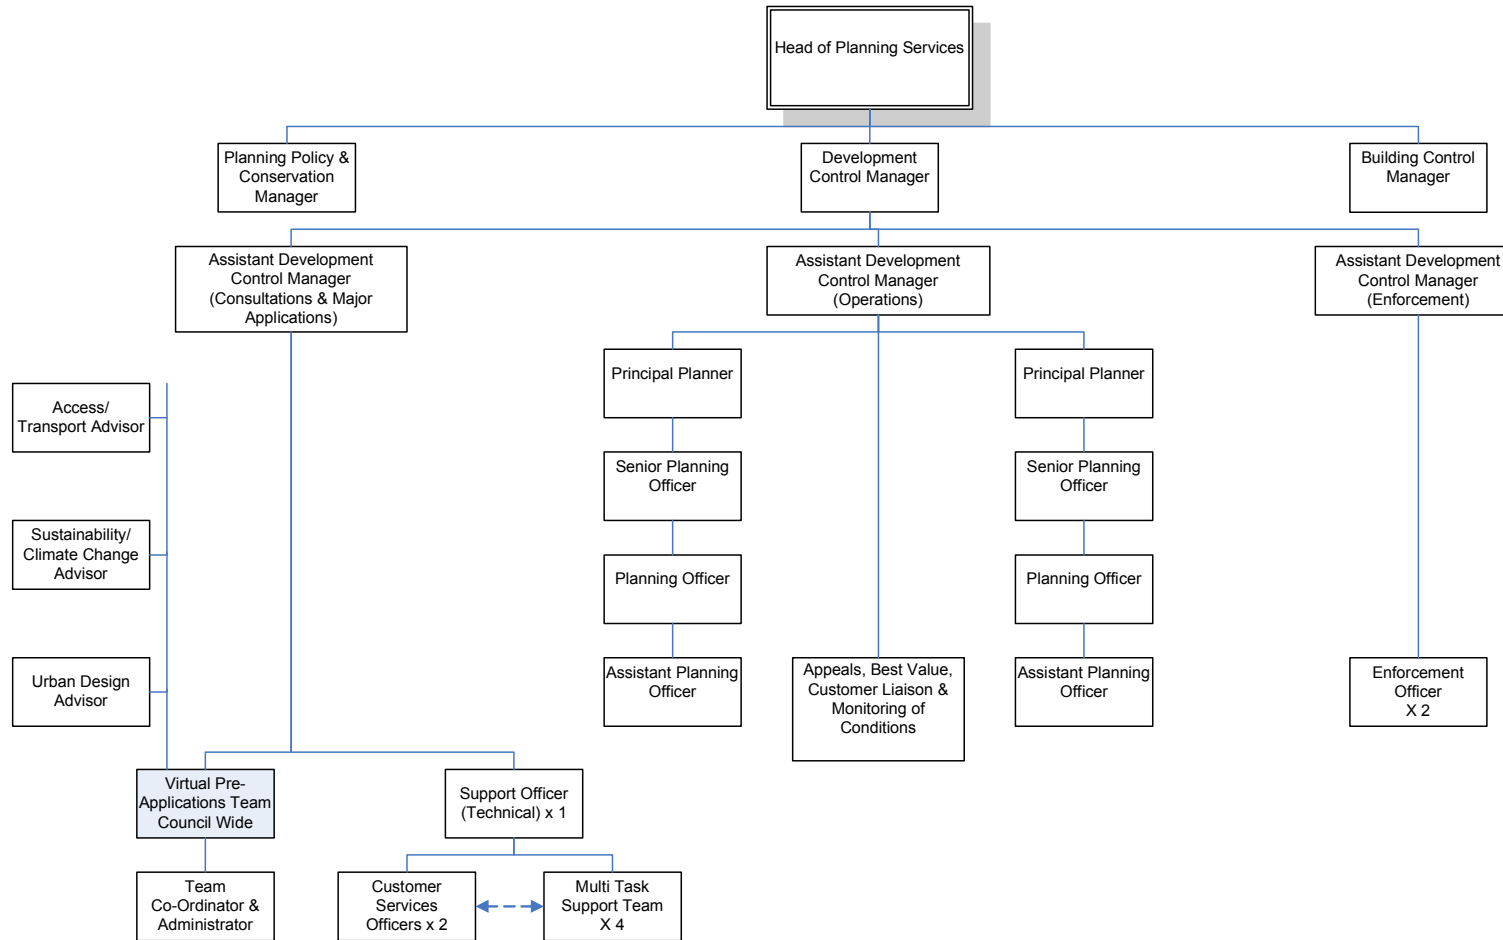 Head of Planning Services
Planning Policy &
Conservation
Manager
Development
Control Manager
Building Control
Manager
Assistant Development
Control Manager
(Consultations & Major
Applications)
Assistant Development
Control Manager
(Operations)
Assistant Development
Control Manager
(Enforcement)
Principal Planner
Principal Planner
Access/
Transport Advisor
Senior Planning
Officer
Senior Planning
Officer
Sustainability/
Climate Change
Advisor
Planning Officer
Planning Officer
Urban Design
Advisor
Assistant Planning
Officer
Appeals, Best Value,
Customer Liaison &
Monitoring of
Conditions
Assistant Planning
Officer
Enforcement
Officer
X 2
Virtual Pre-
Applications Team
Council Wide
Support Officer
(Technical) x 1
Team
Co-Ordinator &
Administrator
Customer
Services
Officers x 2
Multi Task
Support Team
X 4